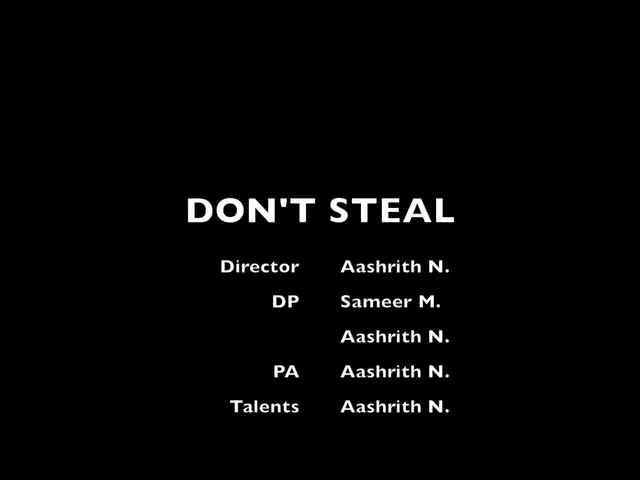 DON'T STEAL
Director Aashrith N.
DP Sameer M.
Aashrith N.
PA Aashrith N.
Talents Aashrith N.